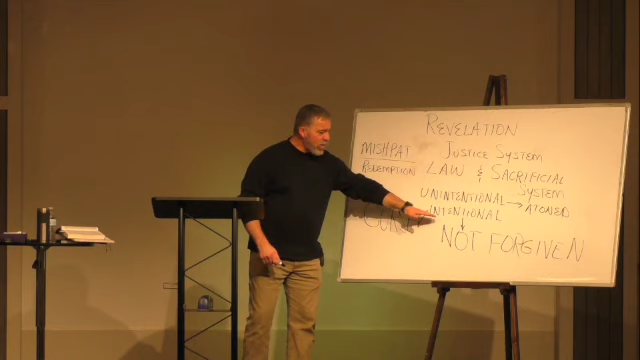 REVELATION
MISHPAT JUSTICE SYSTEM
REDEMPTION LAW & SACRIFICIAL
SYSTEM
UNINTENTIONAL → ATONED
INTENTIONAL
↓
NOT FORGIVEN